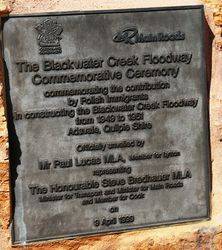 Main Roads
The Blackwater Creek Floodway
Commemorative Ceremony
commemorating the contribution
by Polish Immigrants
in constructing the Blackwater Creek Floodway
from 1949 to 1951
Adavale, Quilpie Shire
Officially unveiled by
Mr Paul Lucas MLA, Member for Lytton
representing
The Honourable Steve Bredhauer MLA
Minister for Transport and Minister for Main Roads
and Member for Cook
on
9 April 1999